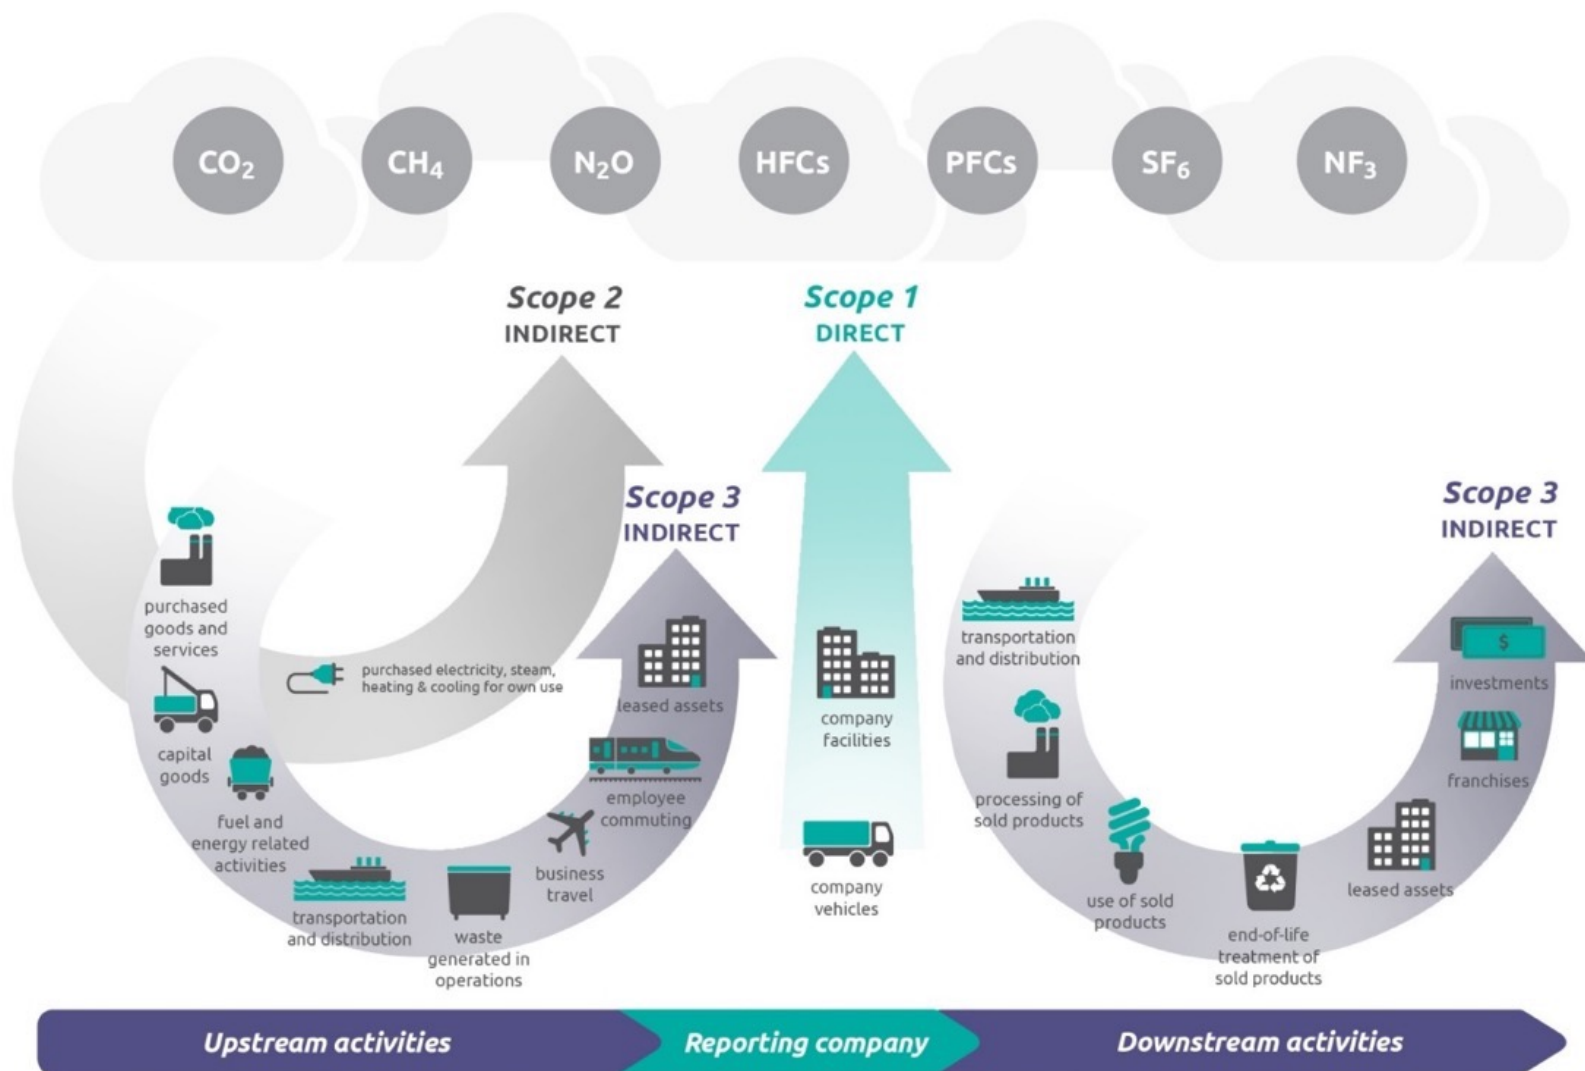 CO₂
CH₄
N₂O
HFCs
PFCs
SF₆
NF₃
Scope 2
INDIRECT
Scope 1
DIRECT
Scope 3
INDIRECT
Scope 3
INDIRECT
purchased
goods and
services
capital
goods
fuel and
energy related
activities
transportation
and distribution
waste
generated in
operations
business
travel
employee
commuting
leased assets
purchased electricity, steam,
heating & cooling for own use
company
facilities
company
vehicles
transportation
and distribution
processing of
sold products
use of sold
products
end-of-life
treatment of
sold products
leased assets
franchises
$
investments
Upstream activities
Reporting company
Downstream activities